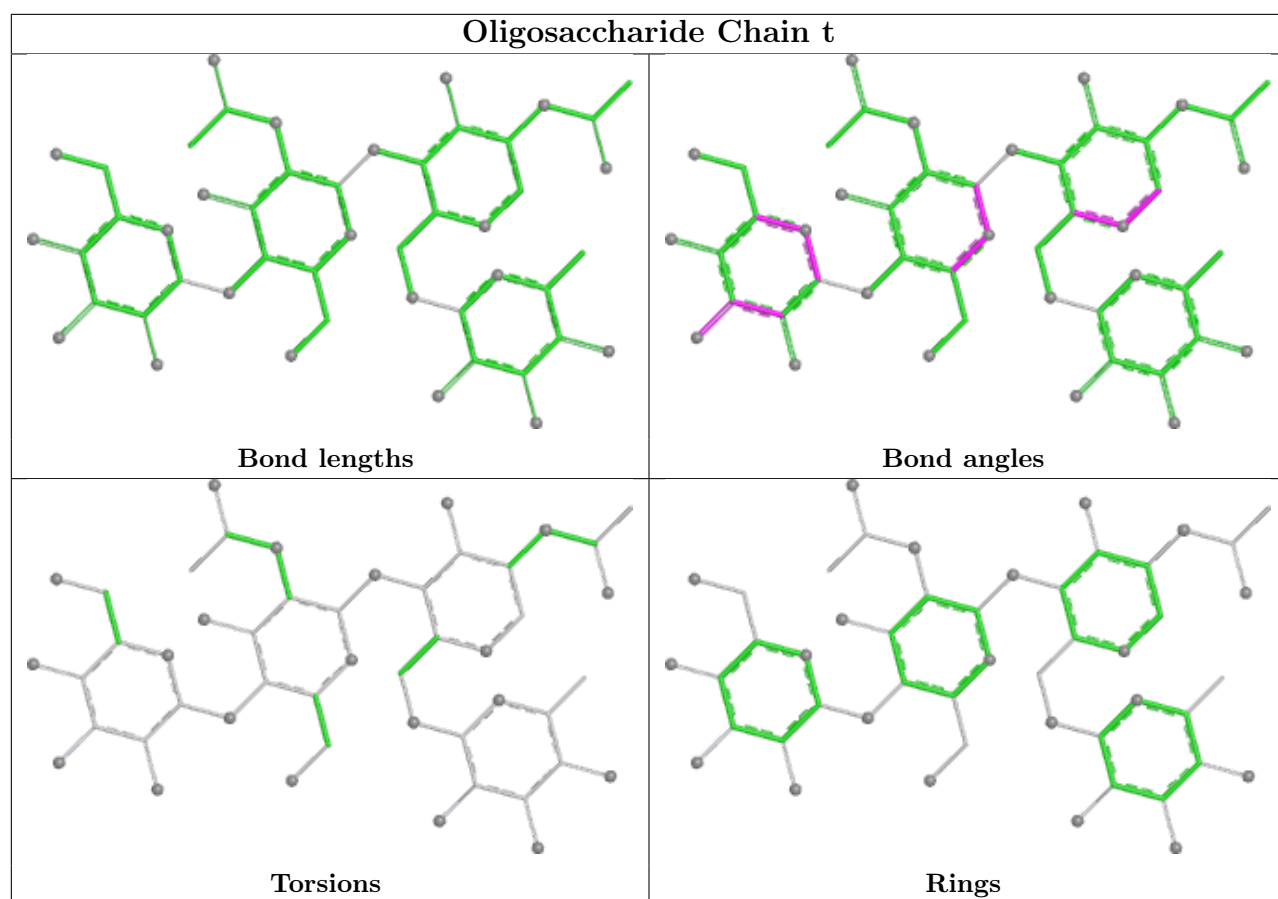 Oligosaccharide Chain t
Bond lengths
Bond angles
Torsions
Rings